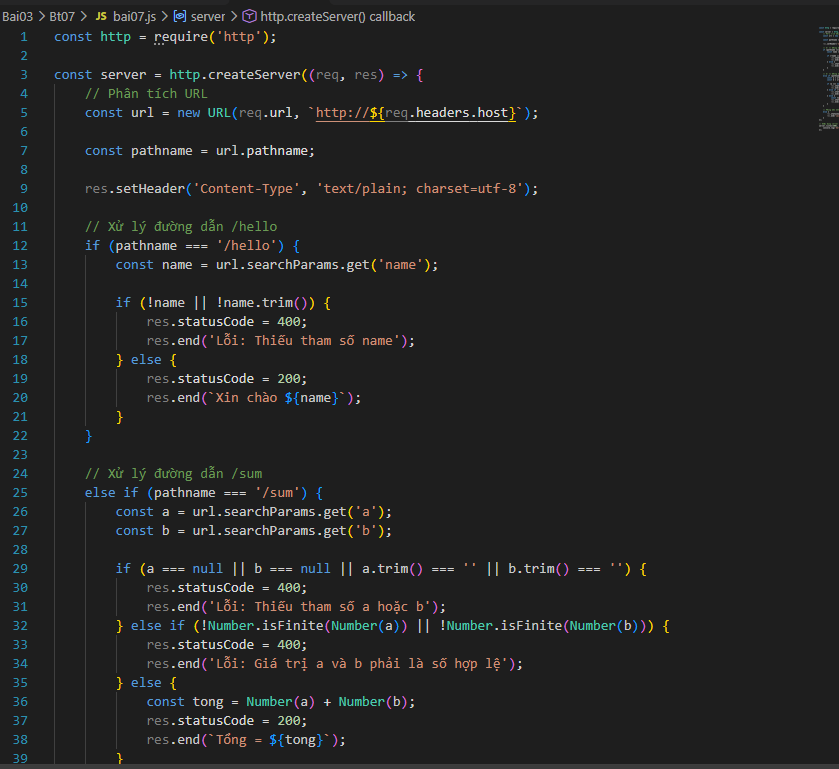 Bai03 > Bt07 > JS bai07.js > server > http.createServer() callback
1 const http = require('http');
2
3 const server = http.createServer((req, res) => {
4 // Phân tích URL
5 const url = new URL(req.url, `http://${req.headers.host}`);
6
7 const pathname = url.pathname;
8
9 res.setHeader('Content-Type', 'text/plain; charset=utf-8');
10
11 // Xử lý đường dẫn /hello
12 if (pathname === '/hello') {
13 const name = url.searchParams.get('name');
14
15 if (!name || !name.trim()) {
16 res.statusCode = 400;
17 res.end('Lỗi: Thiếu tham số name');
18 } else {
19 res.statusCode = 200;
20 res.end(`Xin chào ${name}`);
21 }
22 }
23
24 // Xử lý đường dẫn /sum
25 else if (pathname === '/sum') {
26 const a = url.searchParams.get('a');
27 const b = url.searchParams.get('b');
28
29 if (a === null || b === null || a.trim() === '' || b.trim() === '') {
30 res.statusCode = 400;
31 res.end('Lỗi: Thiếu tham số a hoặc b');
32 } else if (!Number.isFinite(Number(a)) || !Number.isFinite(Number(b))) {
33 res.statusCode = 400;
34 res.end('Lỗi: Giá trị a và b phải là số hợp lệ');
35 } else {
36 const tong = Number(a) + Number(b);
37 res.statusCode = 200;
38 res.end(`Tổng = ${tong}`);
39 }